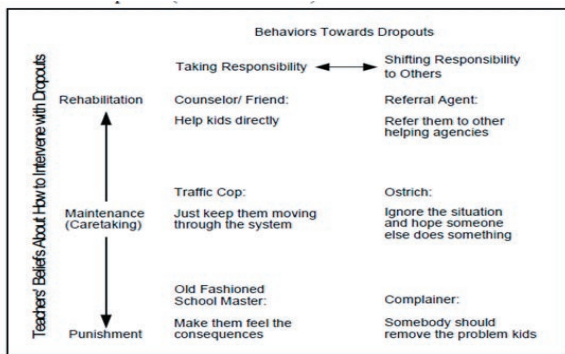 Behaviors Towards Dropouts
Taking Responsibility
Shifting Responsibility
to Others
Teachers' Beliefs About How to Intervene with Dropouts
Rehabilitation
Counselor/ Friend:
Help kids directly
Referral Agent:
Refer them to other
helping agencies
Maintenance
(Caretaking)
Traffic Cop:
Just keep them moving
through the system
Ostrich:
Ignore the situation
and hope someone
else does something
Punishment
Old Fashioned
School Master:
Make them feel the
consequences
Complainer:
Somebody should
remove the problem kids